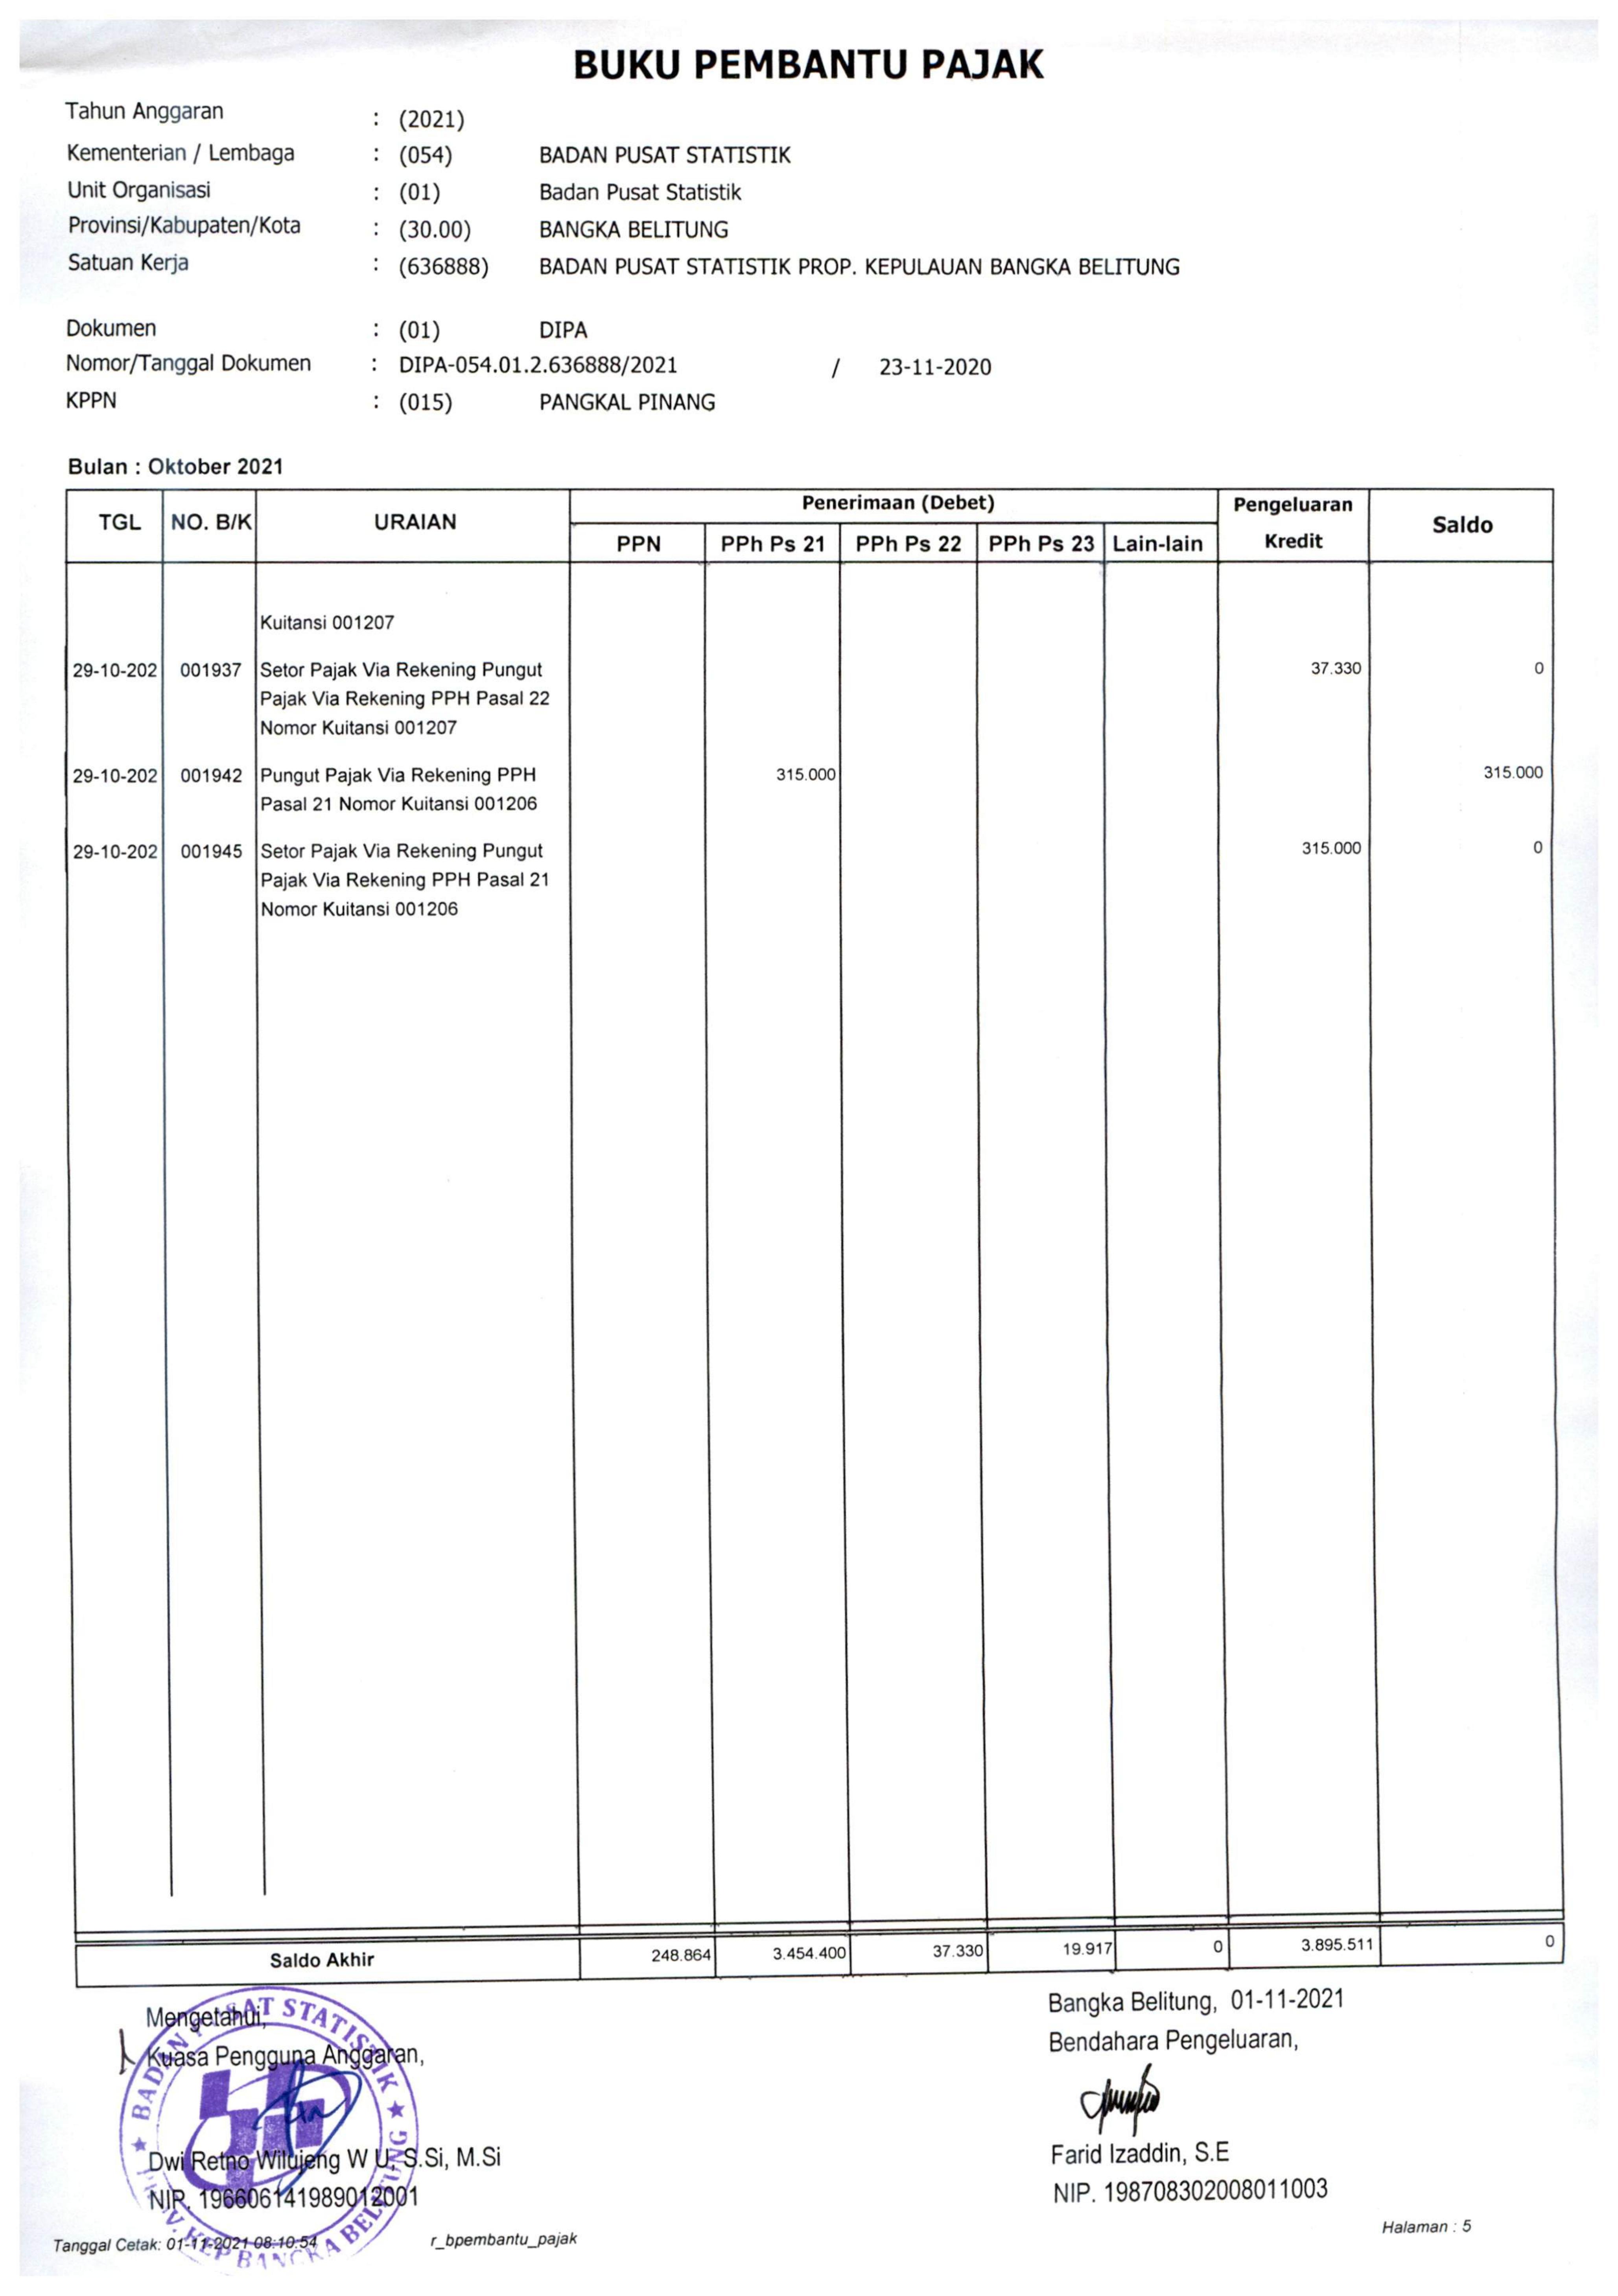 BUKU PEMBANTU PAJAK
Tahun Anggaran : (2021)
Kementerian / Lembaga : (054) BADAN PUSAT STATISTIK
Unit Organisasi : (01) Badan Pusat Statistik
Provinsi/Kabupaten/Kota : (30.00) BANGKA BELITUNG
Satuan Kerja : (636888) BADAN PUSAT STATISTIK PROP. KEPULAUAN BANGKA BELITUNG
Dokumen : (01) DIPA
Nomor/Tanggal Dokumen : DIPA-054.01.2.636888/2021 / 23-11-2020
KPPN : (015) PANGKAL PINANG
Bulan : Oktober 2021
TGL NO. B/K URAIAN Penerimaan (Debet) Pengeluaran Kredit Saldo
PPN PPh Ps 21 PPh Ps 22 PPh Ps 23 Lain-lain
Kuitansi 001207
29-10-202 001937 Setor Pajak Via Rekening Pungut 37.330 0
Pajak Via Rekening PPH Pasal 22
Nomor Kuitansi 001207
29-10-202 001942 Pungut Pajak Via Rekening PPH 315.000 315.000
Pasal 21 Nomor Kuitansi 001206
29-10-202 001945 Setor Pajak Via Rekening Pungut 315.000 0
Pajak Via Rekening PPH Pasal 21
Nomor Kuitansi 001206
Saldo Akhir 248.864 3.454.400 37.330 19.917 0 3.895.511 0
Mengetahui,
Kuasa Pengguna Anggaran,
BADAN PUSAT STATISTIK
PROV. KEP BANGKA BELITUNG
Dwi Retno Wilujeng W U. S.Si, M.Si
NIP. 196606141989012001
Bangka Belitung, 01-11-2021
Bendahara Pengeluaran,
Farid Izaddin, S.E
NIP. 198708302008011003
Tanggal Cetak: 01-11-2021 08:10:54 r_bpembantu_pajak Halaman : 5